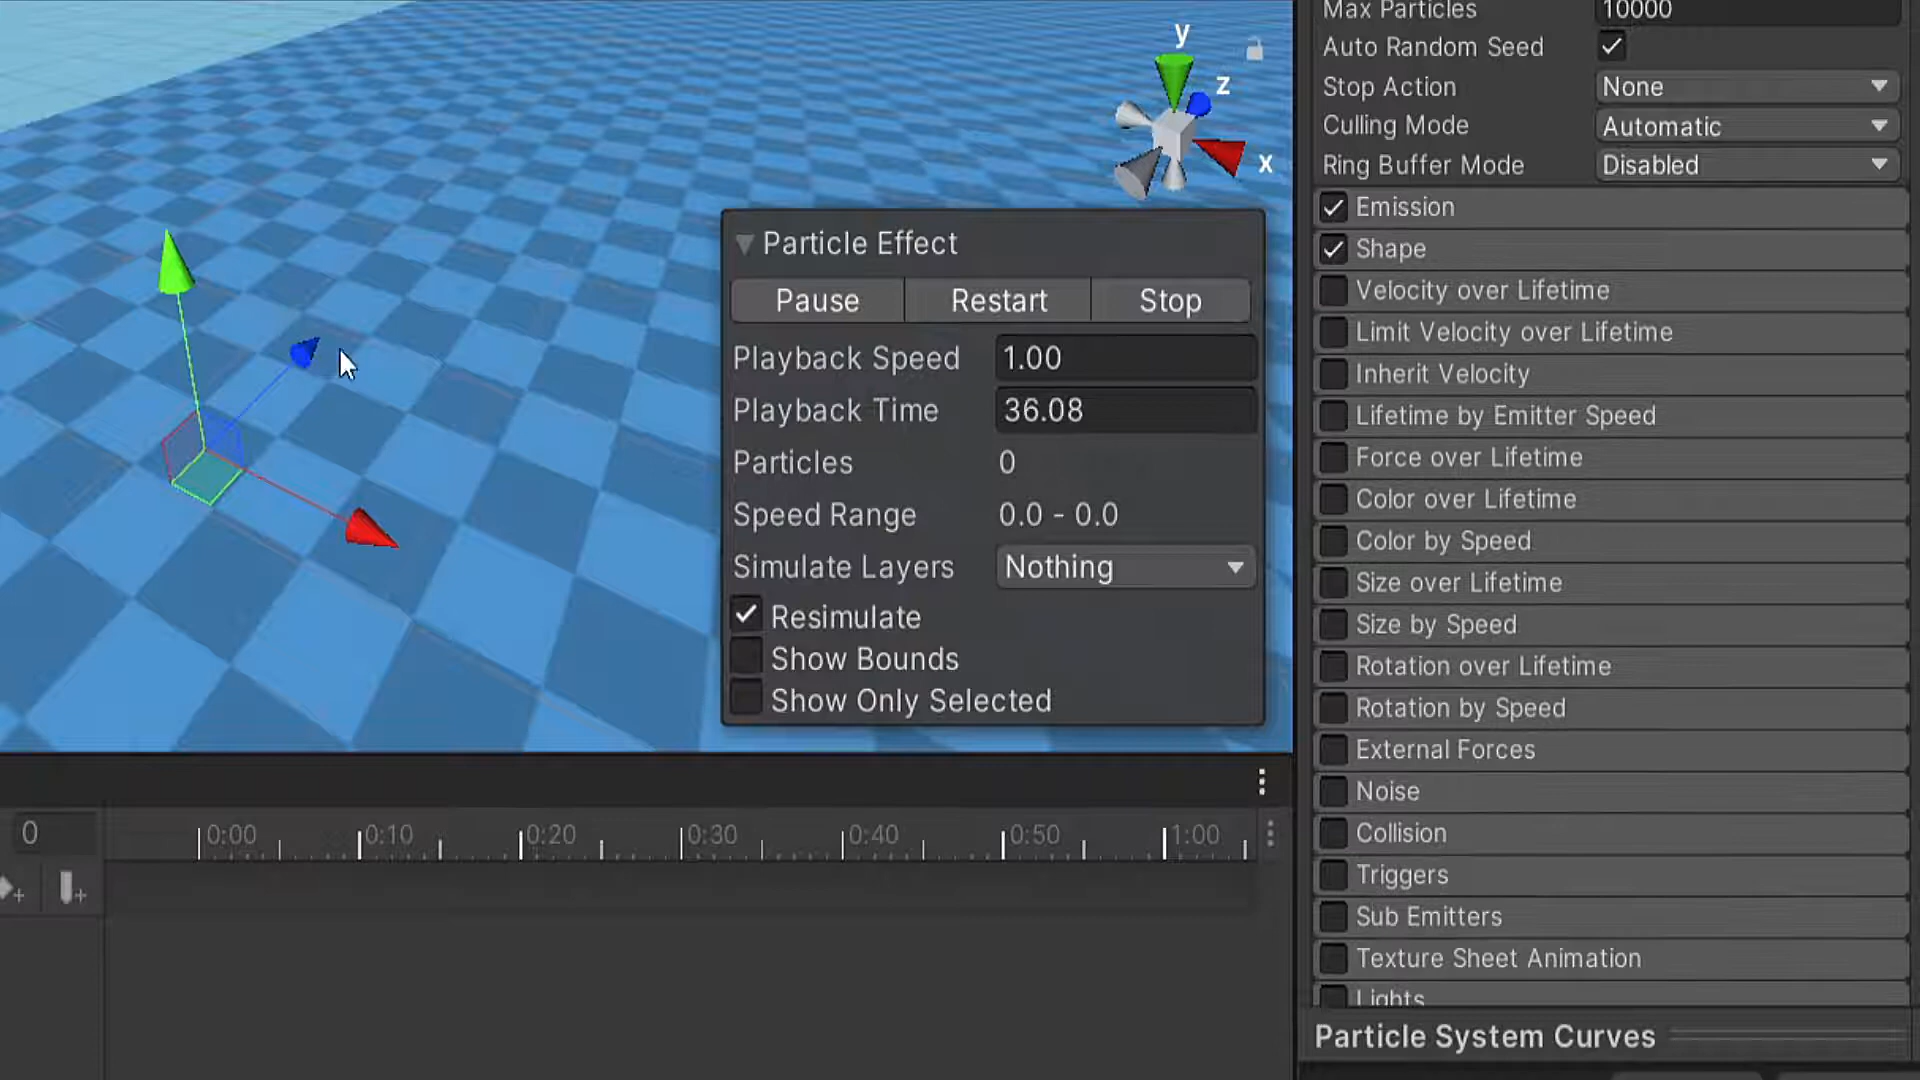 y
z
x
Particle Effect
Pause Restart Stop
Playback Speed 1.00
Playback Time 36.08
Particles 0
Speed Range 0.0 - 0.0
Simulate Layers Nothing
Resimulate
Show Bounds
Show Only Selected
0 0:00 0:10 0:20 0:30 0:40 0:50 1:00
Max Particles 10000
Auto Random Seed
Stop Action None
Culling Mode Automatic
Ring Buffer Mode Disabled
Emission
Shape
Velocity over Lifetime
Limit Velocity over Lifetime
Inherit Velocity
Lifetime by Emitter Speed
Force over Lifetime
Color over Lifetime
Color by Speed
Size over Lifetime
Size by Speed
Rotation over Lifetime
Rotation by Speed
External Forces
Noise
Collision
Triggers
Sub Emitters
Texture Sheet Animation
Lights
Particle System Curves